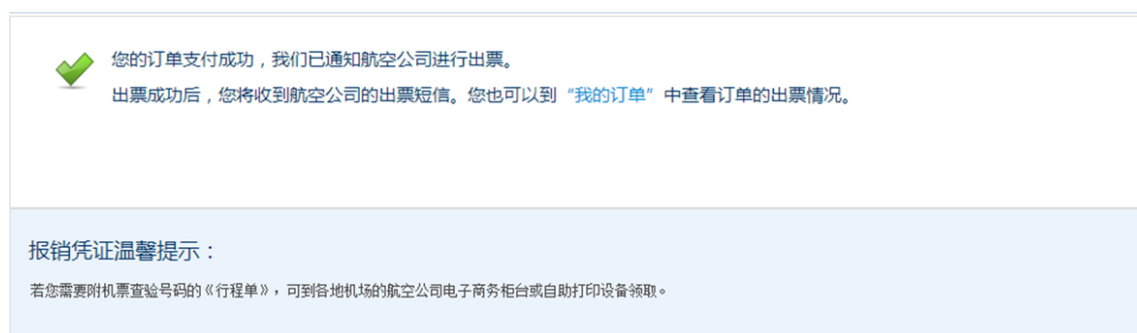 您的订单支付成功，我们已通知航空公司进行出票。
出票成功后，您将收到航空公司的出票短信。您也可以到“我的订单”中查看订单的出票情况。
报销凭证温馨提示：
若您需要附机票查验号码的《行程单》，可到各地机场的航空公司电子商务柜台或自助打印设备领取。